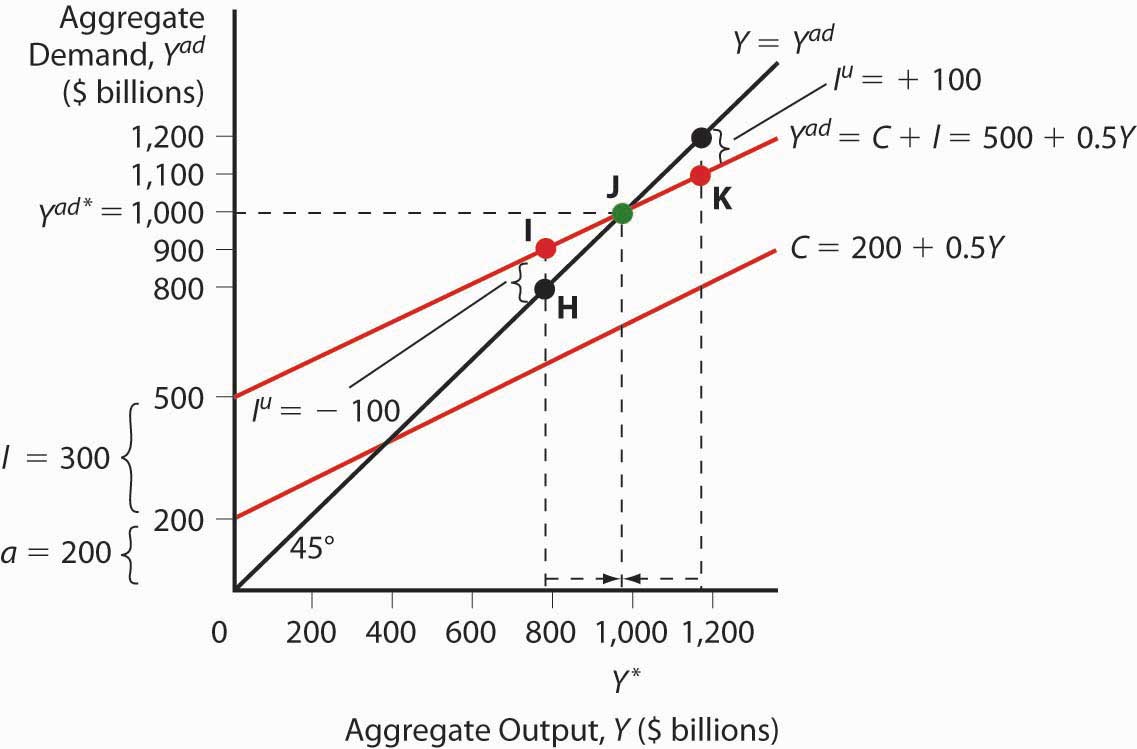 Aggregate
Demand, Yᵃᵈ
($ billions)
Y = Yᵃᵈ
Iᵘ = + 100
1,200
Yᵃᵈ = C + I = 500 + 0.5Y
1,100
J
K
Yᵃᵈ* = 1,000
I
900
C = 200 + 0.5Y
800
H
500
Iᵘ = − 100
I = 300
200
a = 200
45°
0 200 400 600 800 1,000 1,200
Y*
Aggregate Output, Y ($ billions)